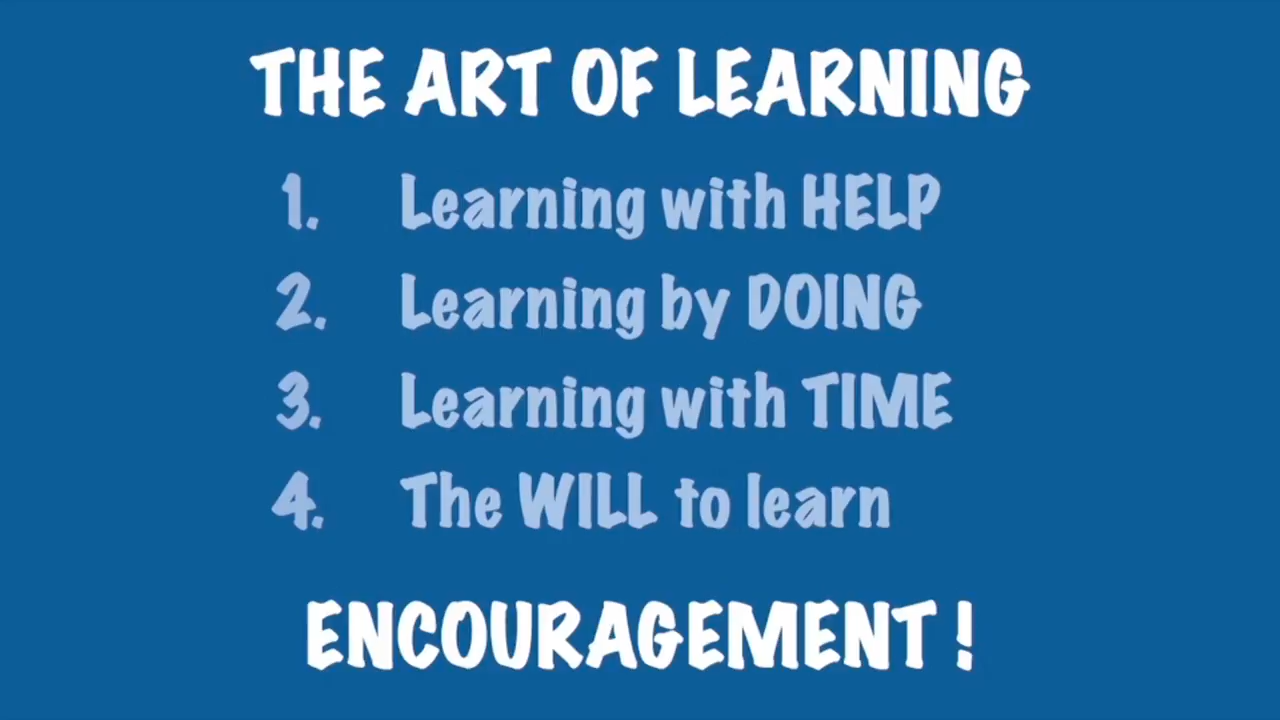 THE ART OF LEARNING
1. Learning with HELP
2. Learning by DOING
3. Learning with TIME
4. The WILL to learn
ENCOURAGEMENT !